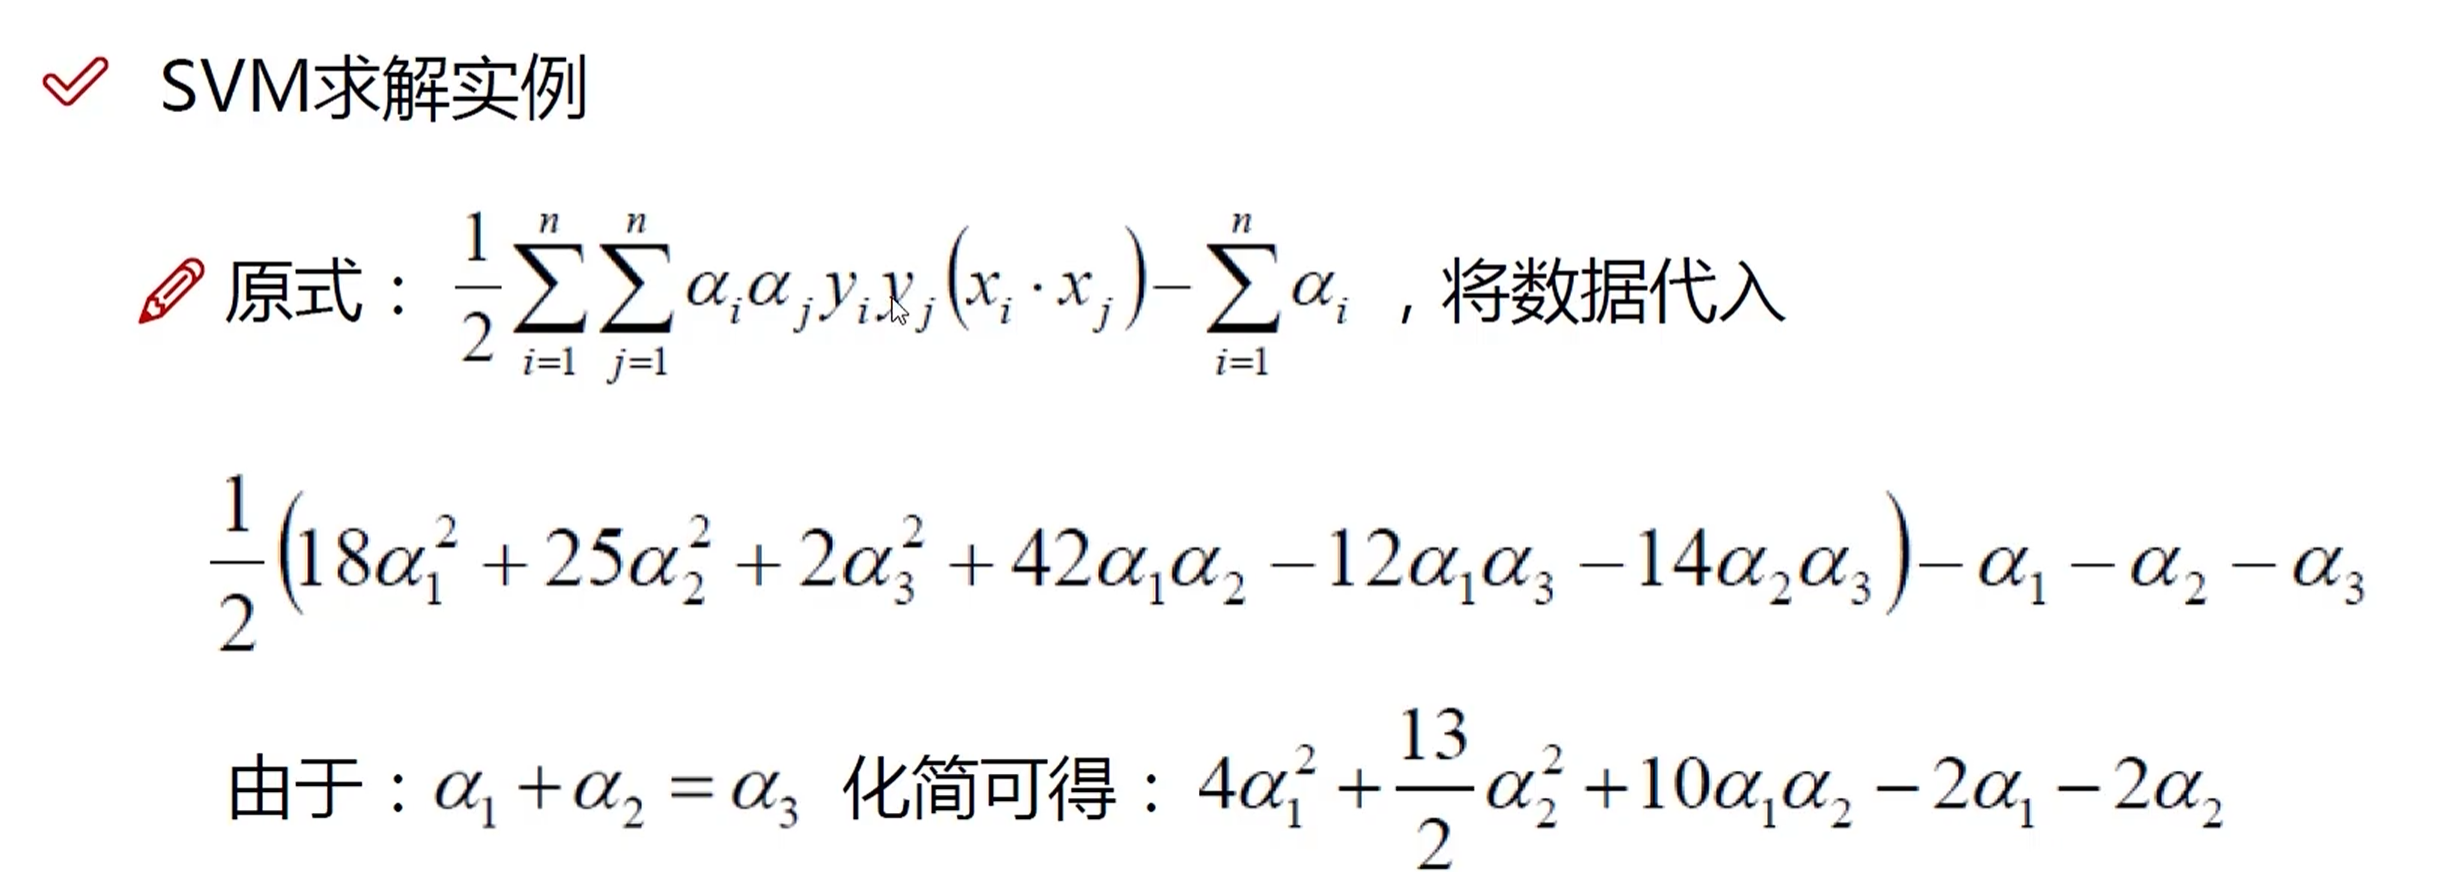 SVM求解实例
原式： $\frac{1}{2}\sum_{i=1}^{n}\sum_{j=1}^{n}\alpha_i\alpha_j y_i y_j (x_i \cdot x_j) - \sum_{i=1}^{n}\alpha_i$ ，将数据代入
$\frac{1}{2}(18\alpha_1^2 + 25\alpha_2^2 + 2\alpha_3^2 + 42\alpha_1\alpha_2 - 12\alpha_1\alpha_3 - 14\alpha_2\alpha_3) - \alpha_1 - \alpha_2 - \alpha_3$
由于：$\alpha_1 + \alpha_2 = \alpha_3$ 化简可得：$4\alpha_1^2 + \frac{13}{2}\alpha_2^2 + 10\alpha_1\alpha_2 - 2\alpha_1 - 2\alpha_2$